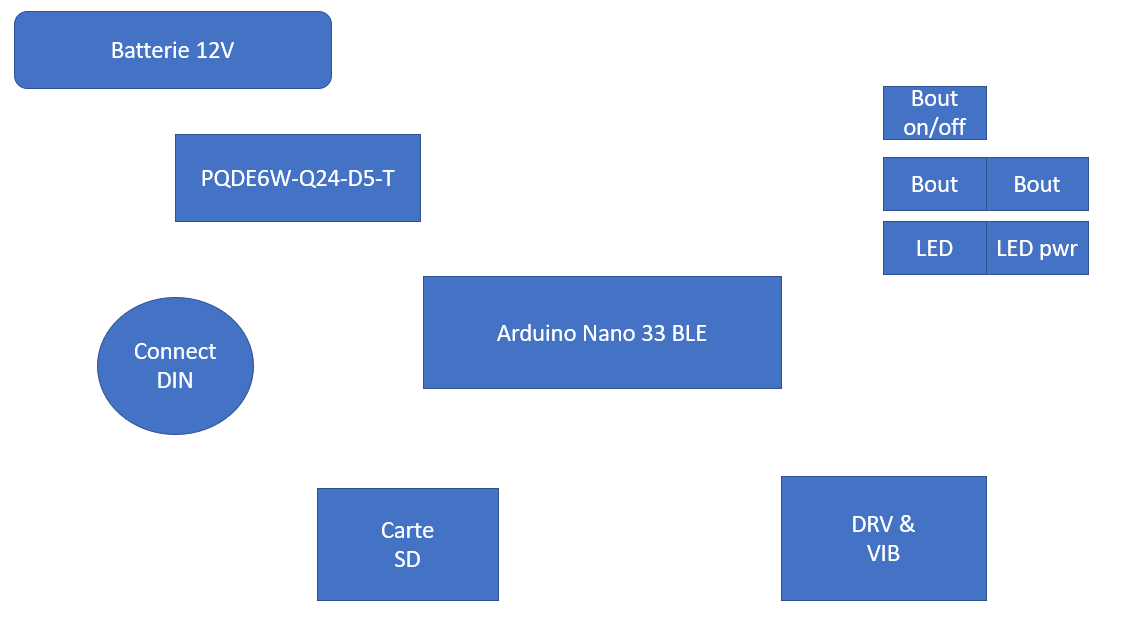 Batterie 12V
Bout
on/off
PQDE6W-Q24-D5-T
Bout
Bout
LED
LED pwr
Arduino Nano 33 BLE
Connect
DIN
Carte
SD
DRV &
VIB